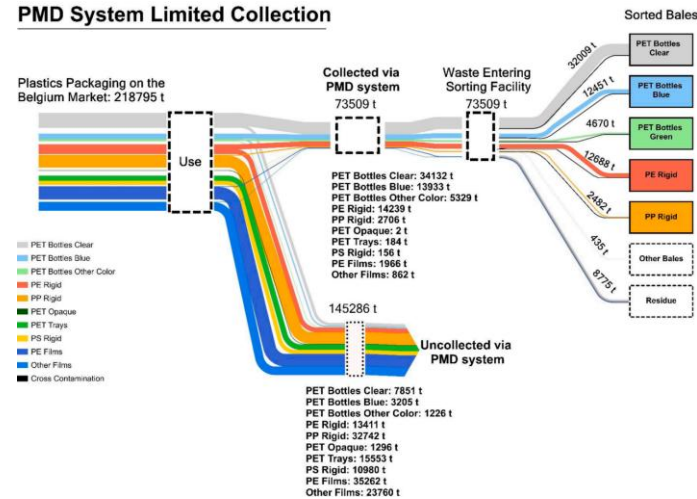 PMD System Limited Collection
Plastics Packaging on the
Belgium Market: 218795 t
Use
Collected via
PMD system
73509 t
Waste Entering
Sorting Facility
73509 t
Sorted Bales
32009 t
PET Bottles
Clear
12451 t
PET Bottles
Blue
4670 t
PET Bottles
Green
12688 t
PE Rigid
2482 t
PP Rigid
435 t
Other Bales
8775 t
Residue
PET Bottles Clear: 34132 t
PET Bottles Blue: 13933 t
PET Bottles Other Color: 5329 t
PE Rigid: 14239 t
PP Rigid: 2706 t
PET Opaque: 2 t
PET Trays: 184 t
PS Rigid: 156 t
PE Films: 1966 t
Other Films: 862 t
PET Bottles Clear
PET Bottles Blue
PET Bottles Other Color
PE Rigid
PP Rigid
PET Opaque
PET Trays
PS Rigid
PE Films
Other Films
Cross Contamination
145286 t
Uncollected via
PMD system
PET Bottles Clear: 7851 t
PET Bottles Blue: 3205 t
PET Bottles Other Color: 1226 t
PE Rigid: 13411 t
PP Rigid: 32742 t
PET Opaque: 1296 t
PET Trays: 15553 t
PS Rigid: 10980 t
PE Films: 35262 t
Other Films: 23760 t